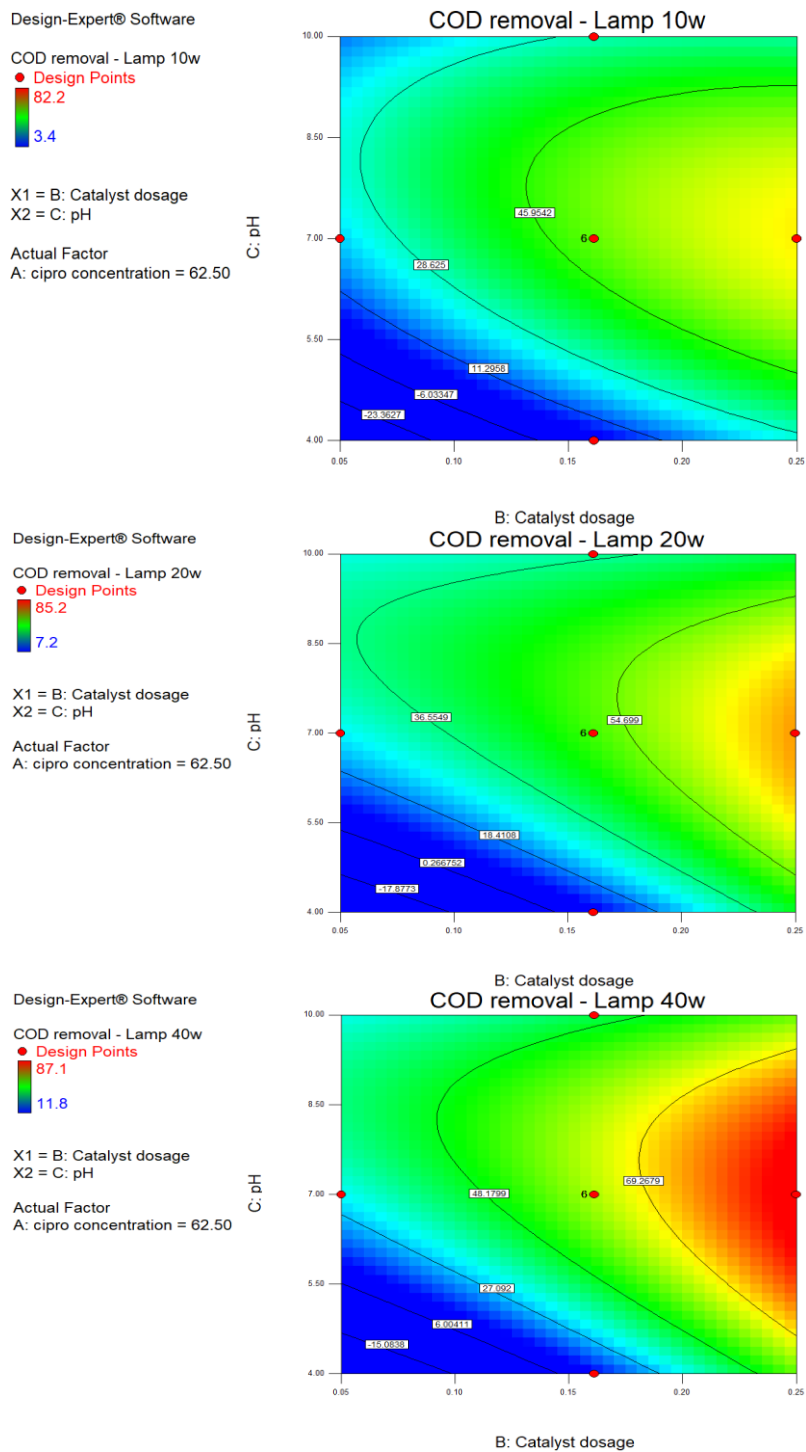 Design-Expert® Software
COD removal - Lamp 10w
Design Points
82.2
3.4
X1 = B: Catalyst dosage
X2 = C: pH
Actual Factor
A: cipro concentration = 62.50
COD removal - Lamp 10w
10.00
8.50
7.00
5.50
4.00
C: pH
45.9542
6
28.625
11.2958
-6.03347
-23.3627
0.05
0.10
0.15
0.20
0.25
B: Catalyst dosage
Design-Expert® Software
COD removal - Lamp 20w
Design Points
85.2
7.2
X1 = B: Catalyst dosage
X2 = C: pH
Actual Factor
A: cipro concentration = 62.50
COD removal - Lamp 20w
10.00
8.50
7.00
5.50
4.00
C: pH
36.5549
6
54.699
18.4108
0.266752
-17.8773
0.05
0.10
0.15
0.20
0.25
B: Catalyst dosage
Design-Expert® Software
COD removal - Lamp 40w
Design Points
87.1
11.8
X1 = B: Catalyst dosage
X2 = C: pH
Actual Factor
A: cipro concentration = 62.50
COD removal - Lamp 40w
10.00
8.50
7.00
5.50
4.00
C: pH
69.2679
48.1799
6
27.092
6.00411
-15.0838
0.05
0.10
0.15
0.20
0.25
B: Catalyst dosage